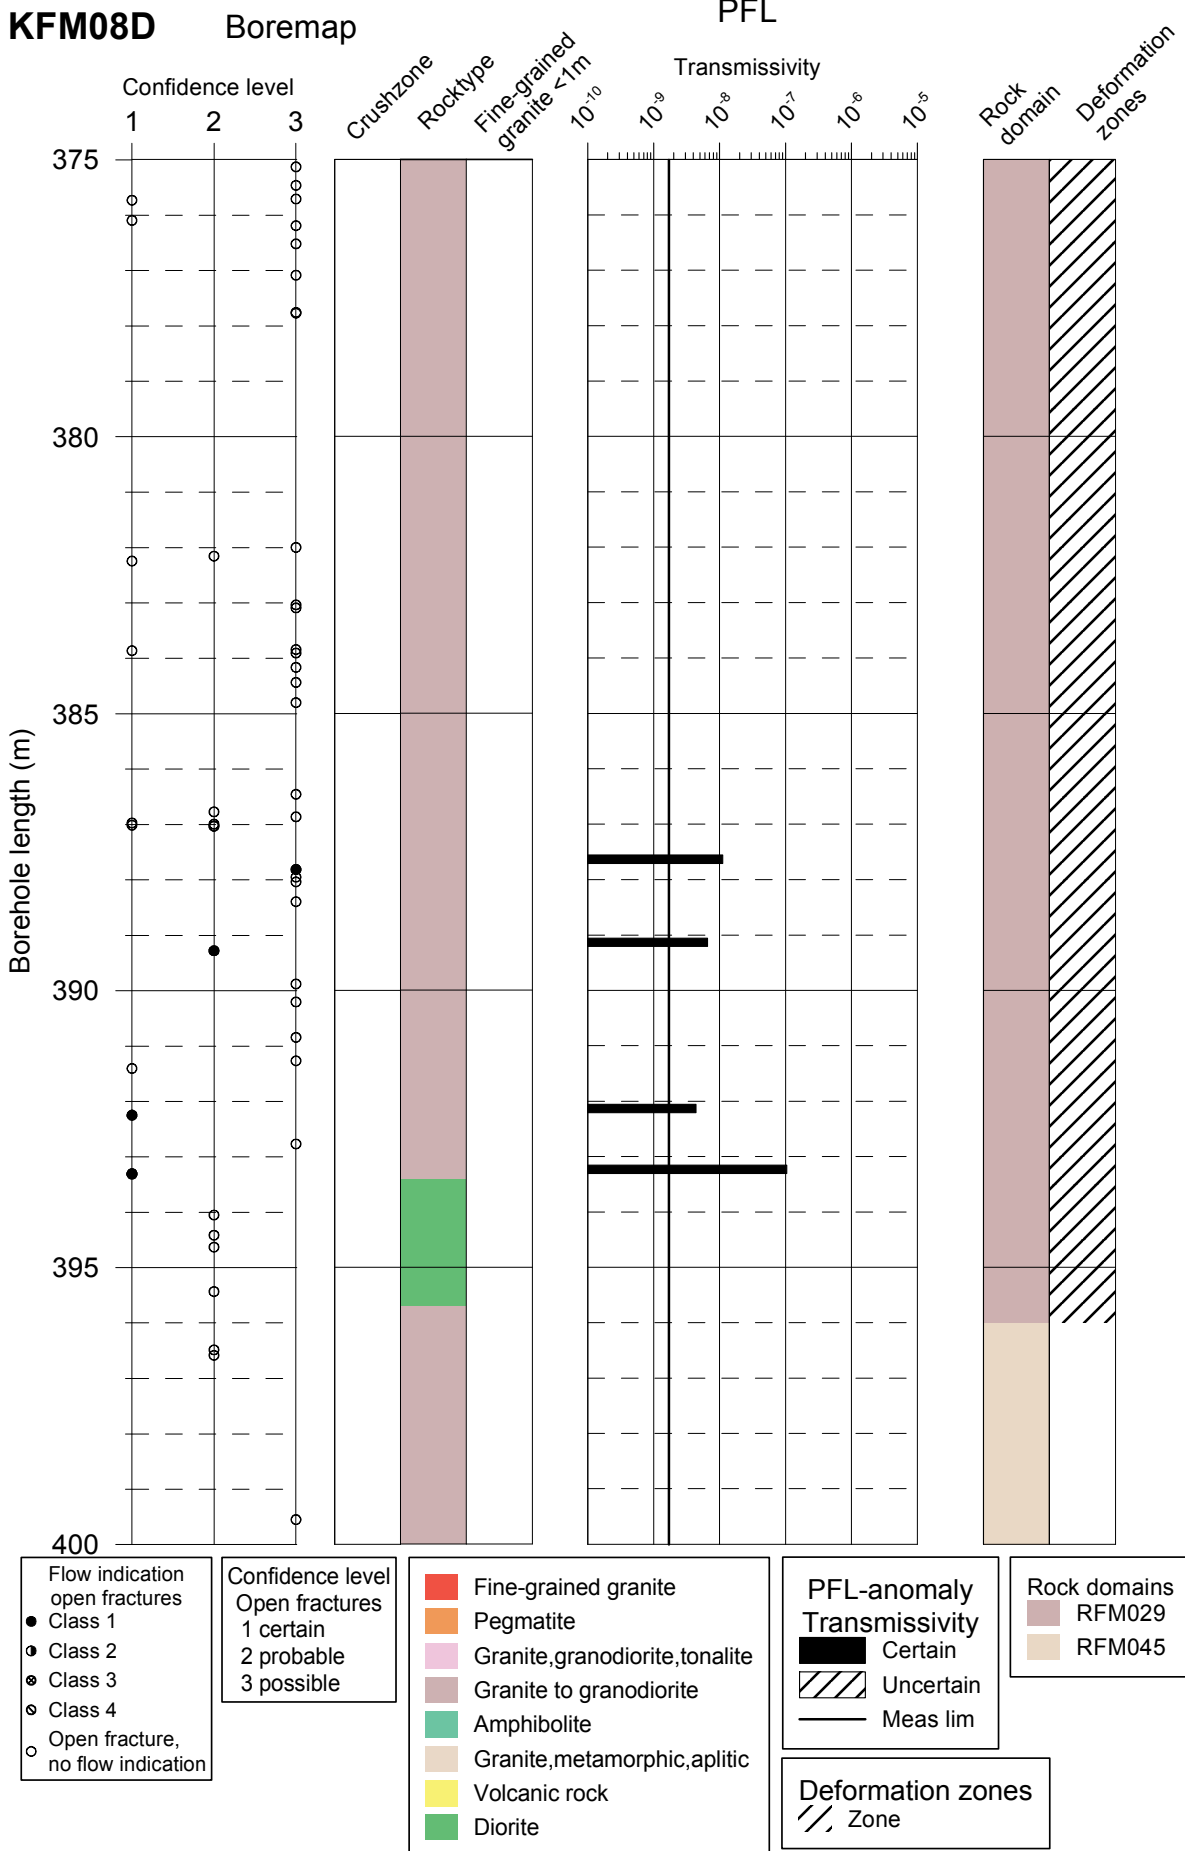 KFM08D Boremap PFL
Confidence level
1 2 3
Crushzone
Rocktype
Fine-grained
granite <1m
Transmissivity
10^-10 10^-9 10^-8 10^-7 10^-6 10^-5
Rock
domain
Deformation
zones
Borehole length (m)
375
380
385
390
395
400
Flow indication
open fractures
Class 1
Class 2
Class 3
Class 4
Open fracture,
no flow indication
Confidence level
Open fractures
1 certain
2 probable
3 possible
Fine-grained granite
Pegmatite
Granite,granodiorite,tonalite
Granite to granodiorite
Amphibolite
Granite,metamorphic,aplitic
Volcanic rock
Diorite
PFL-anomaly
Transmissivity
Certain
Uncertain
Meas lim
Deformation zones
Zone
Rock domains
RFM029
RFM045